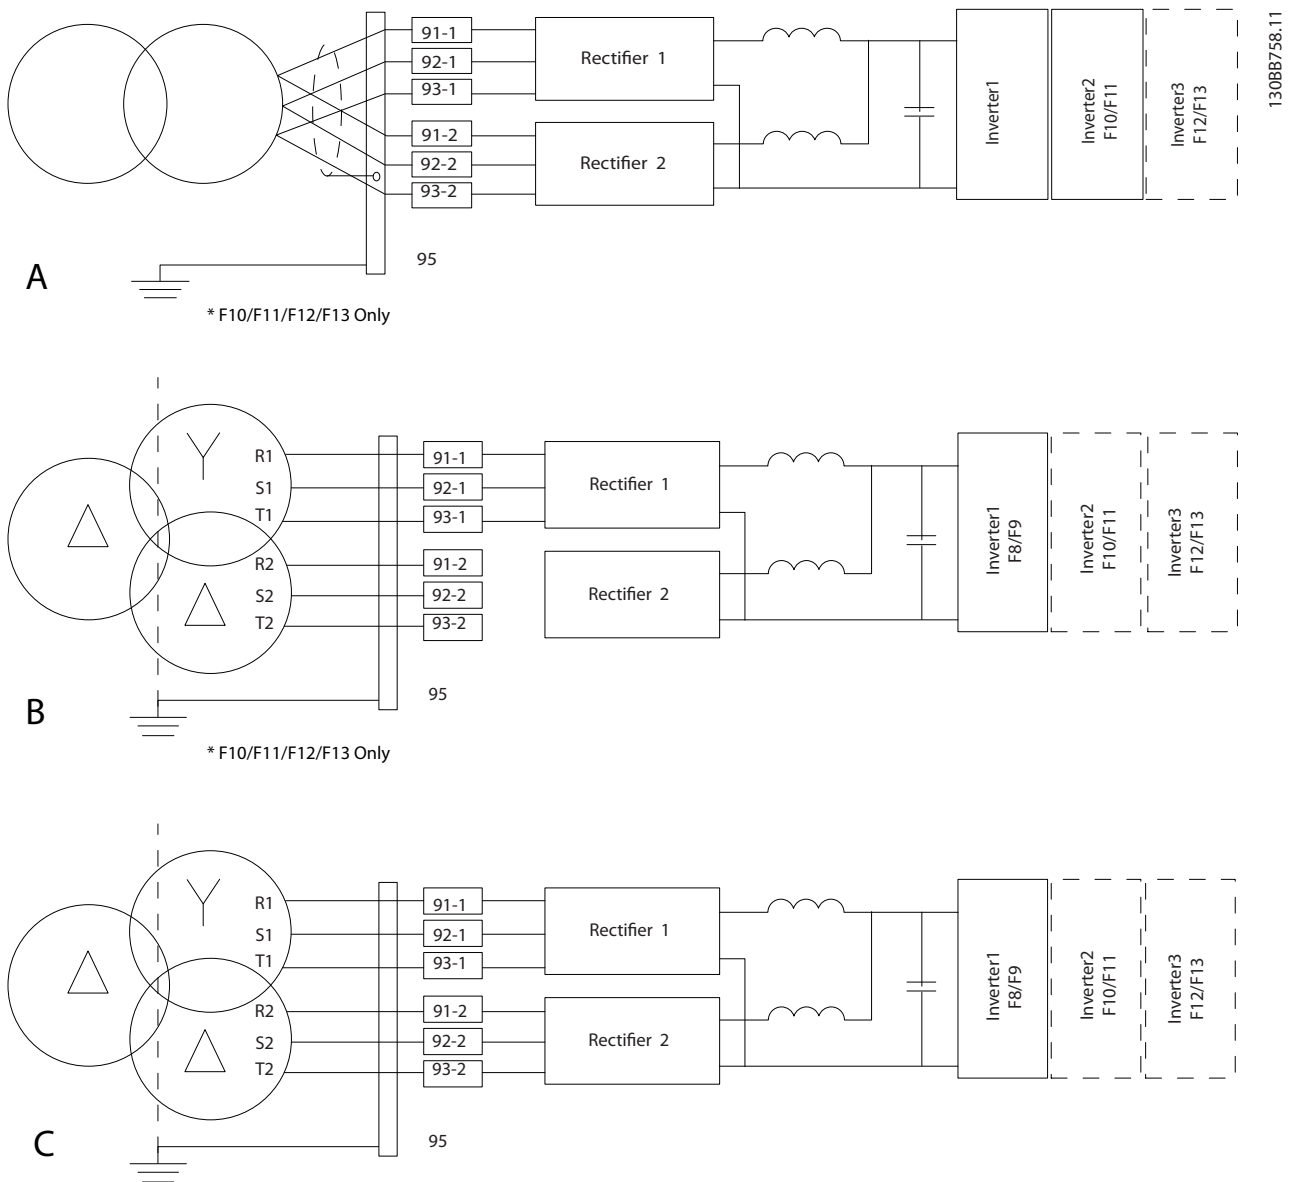 130BB758.11
91-1
92-1
93-1
91-2
92-2
93-2
95
Rectifier 1
Rectifier 2
Inverter1
Inverter2
F10/F11
Inverter3
F12/F13
A
* F10/F11/F12/F13 Only
R1
S1
T1
R2
S2
T2
91-1
92-1
93-1
91-2
92-2
93-2
95
Rectifier 1
Rectifier 2
Inverter1
F8/F9
Inverter2
F10/F11
Inverter3
F12/F13
B
* F10/F11/F12/F13 Only
R1
S1
T1
R2
S2
T2
91-1
92-1
93-1
91-2
92-2
93-2
95
Rectifier 1
Rectifier 2
Inverter1
F8/F9
Inverter2
F10/F11
Inverter3
F12/F13
C